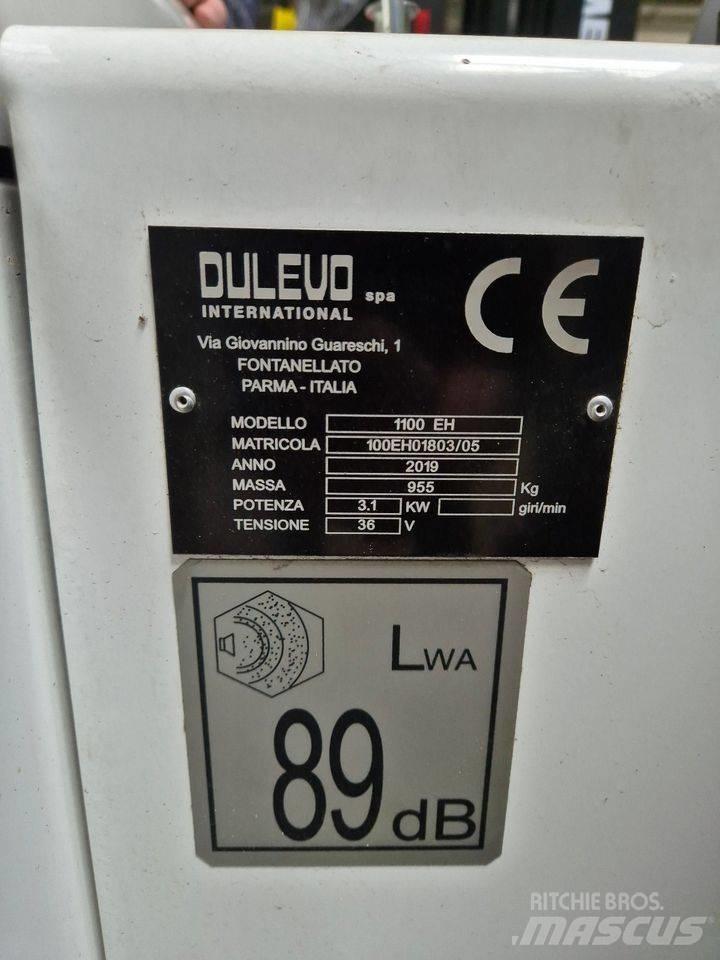 DULEVO spa
INTERNATIONAL
CE
Via Giovannino Guareschi, 1
FONTANELLATO
PARMA - ITALIA
MODELLO 1100 EH
MATRICOLA 100EH01803/05
ANNO 2019
MASSA 955 Kg
POTENZA 3.1 KW giri/min
TENSIONE 36 V
LWA
89 dB
RITCHIE BROS.
MASCUS